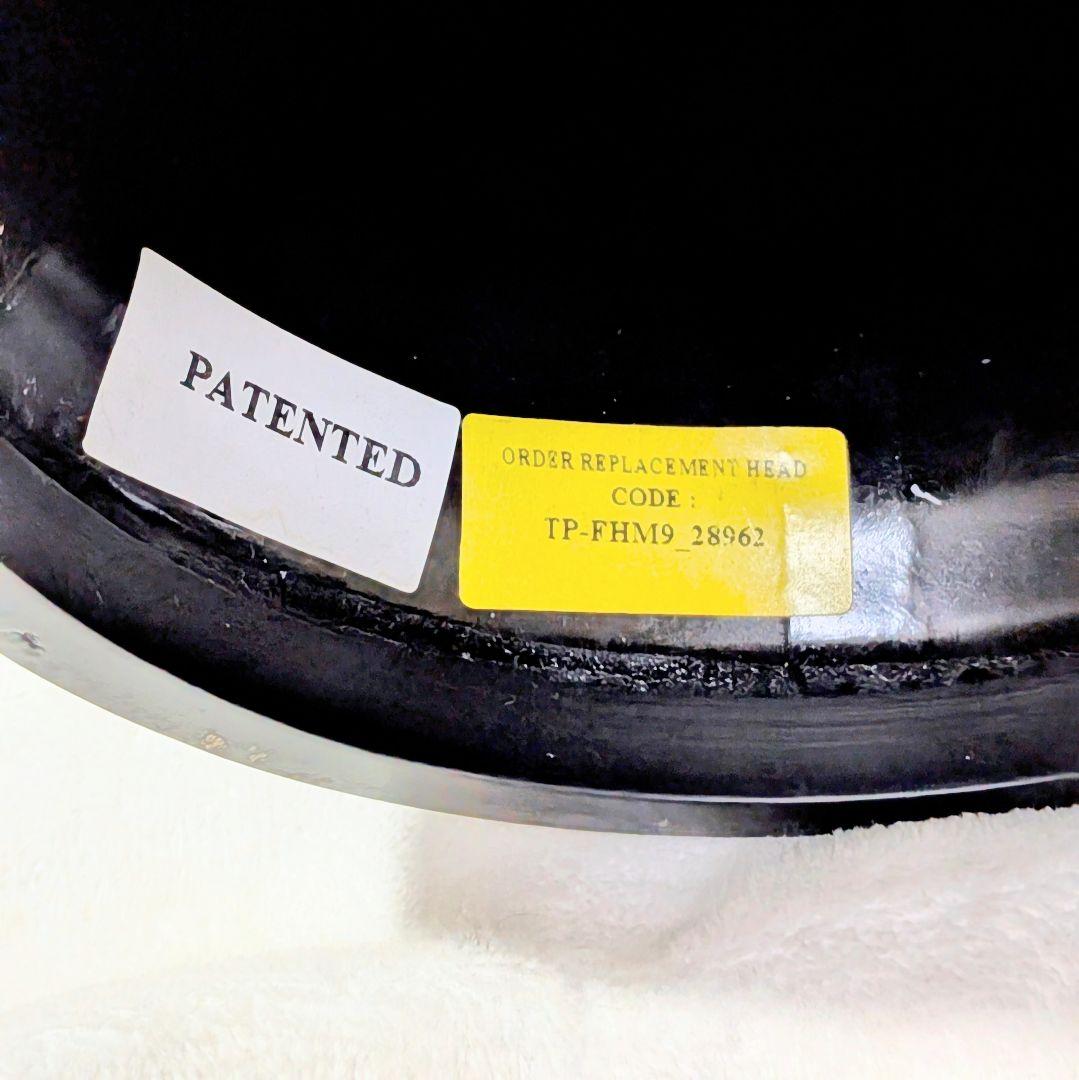 PATENTED
ORDER REPLACEMENT HEAD
CODE :
TP-FHM9_28962